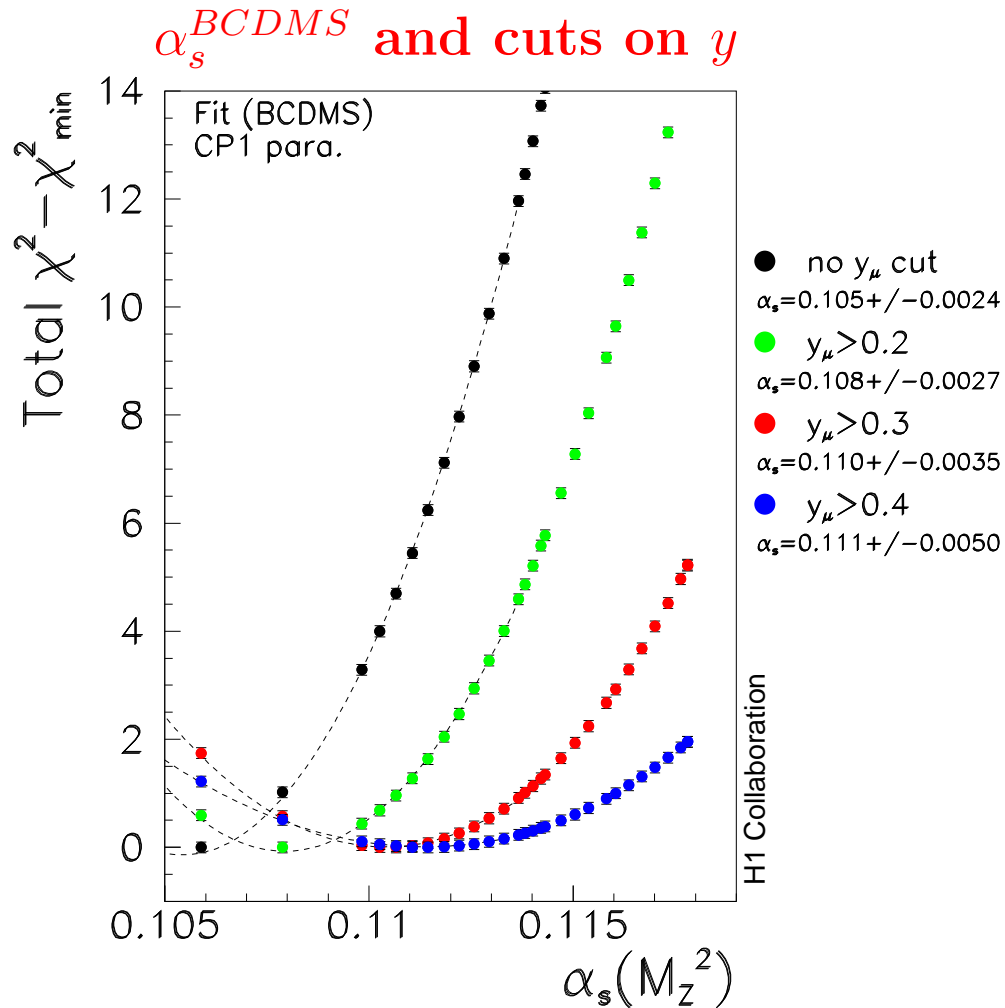 α_s^{BCDMS} and cuts on y
Fit (BCDMS)
CP1 para.
Total χ²−χ²_min
14
12
10
8
6
4
2
0
0.105
0.11
0.115
α_s(M_Z²)
no y_μ cut
α_s=0.105+/−0.0024
y_μ>0.2
α_s=0.108+/−0.0027
y_μ>0.3
α_s=0.110+/−0.0035
y_μ>0.4
α_s=0.111+/−0.0050
H1 Collaboration